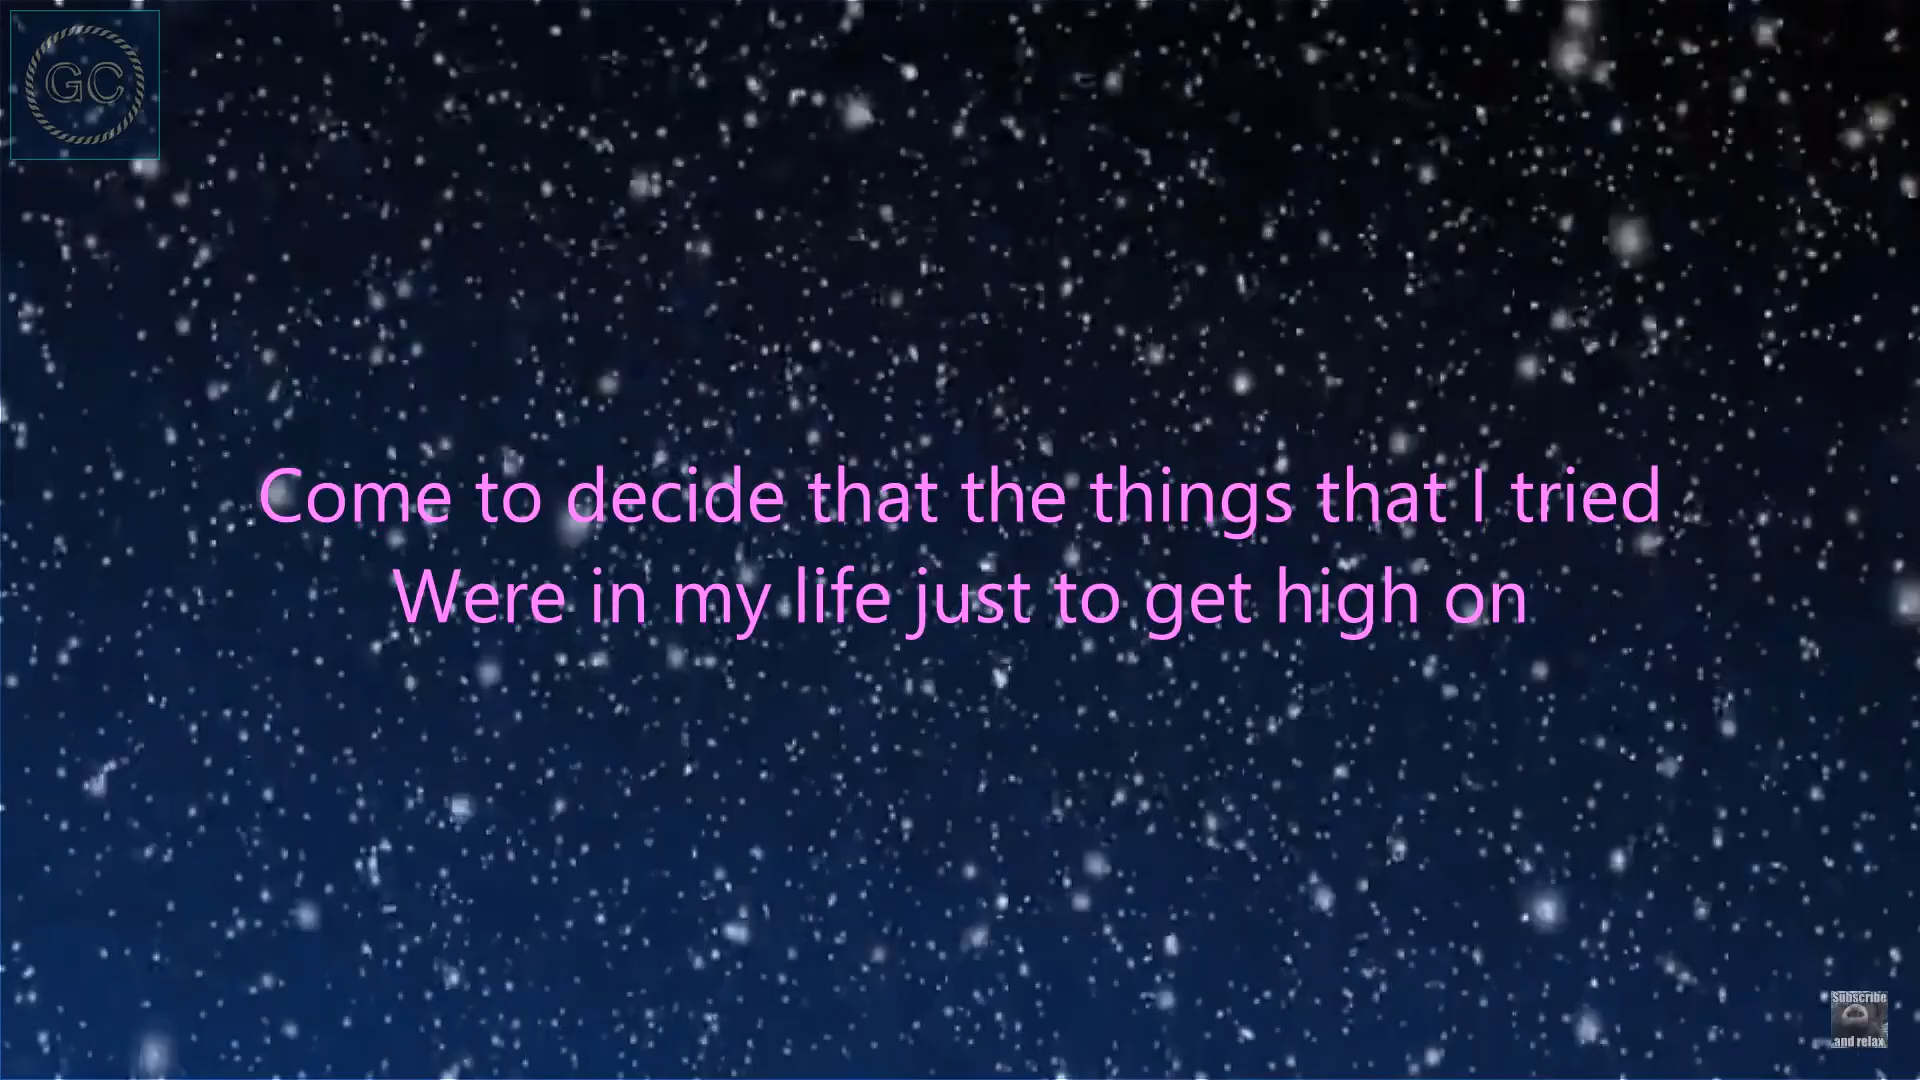 GC
Come to decide that the things that I tried
Were in my life just to get high on
Subscribe
and relax